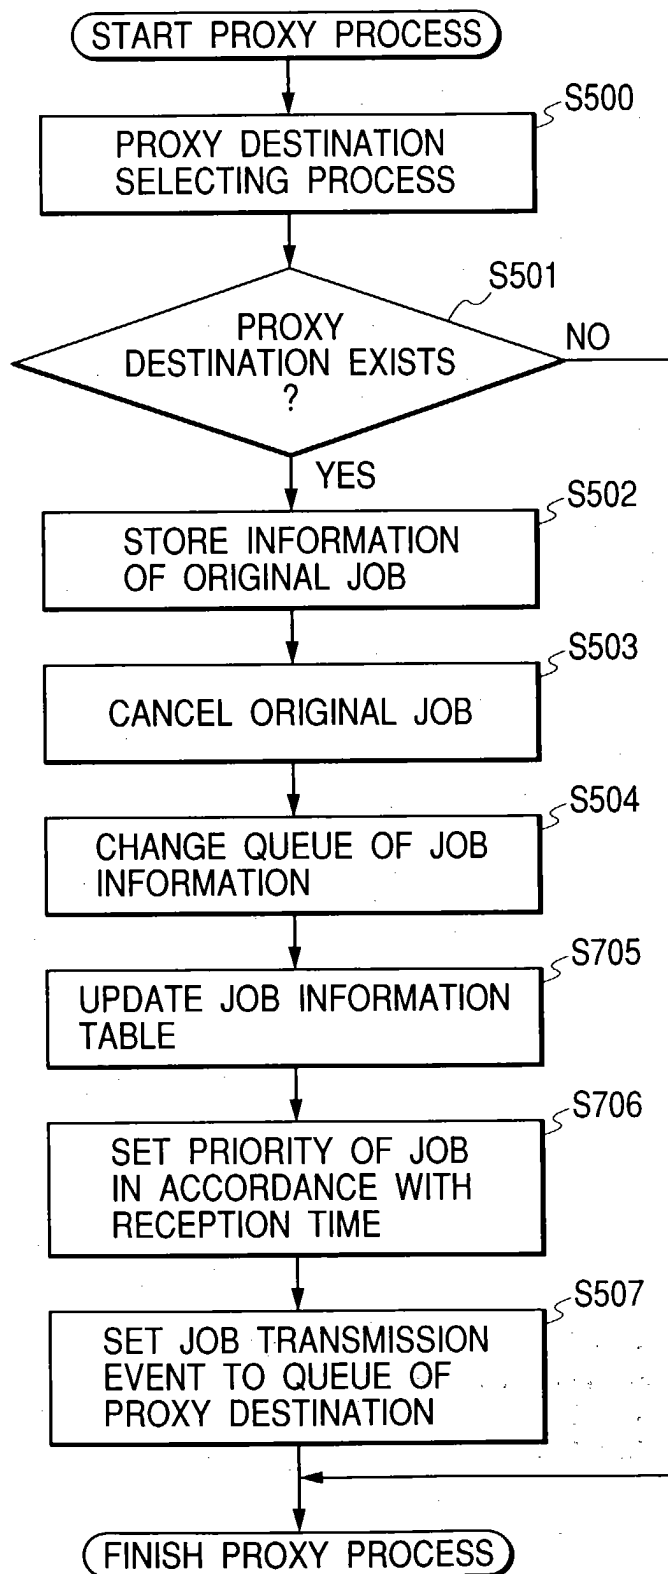 START PROXY PROCESS
S500
PROXY DESTINATION
SELECTING PROCESS
S501
PROXY
DESTINATION EXISTS
?
NO
YES
S502
STORE INFORMATION
OF ORIGINAL JOB
S503
CANCEL ORIGINAL JOB
S504
CHANGE QUEUE OF JOB
INFORMATION
S705
UPDATE JOB INFORMATION
TABLE
S706
SET PRIORITY OF JOB
IN ACCORDANCE WITH
RECEPTION TIME
S507
SET JOB TRANSMISSION
EVENT TO QUEUE OF
PROXY DESTINATION
FINISH PROXY PROCESS